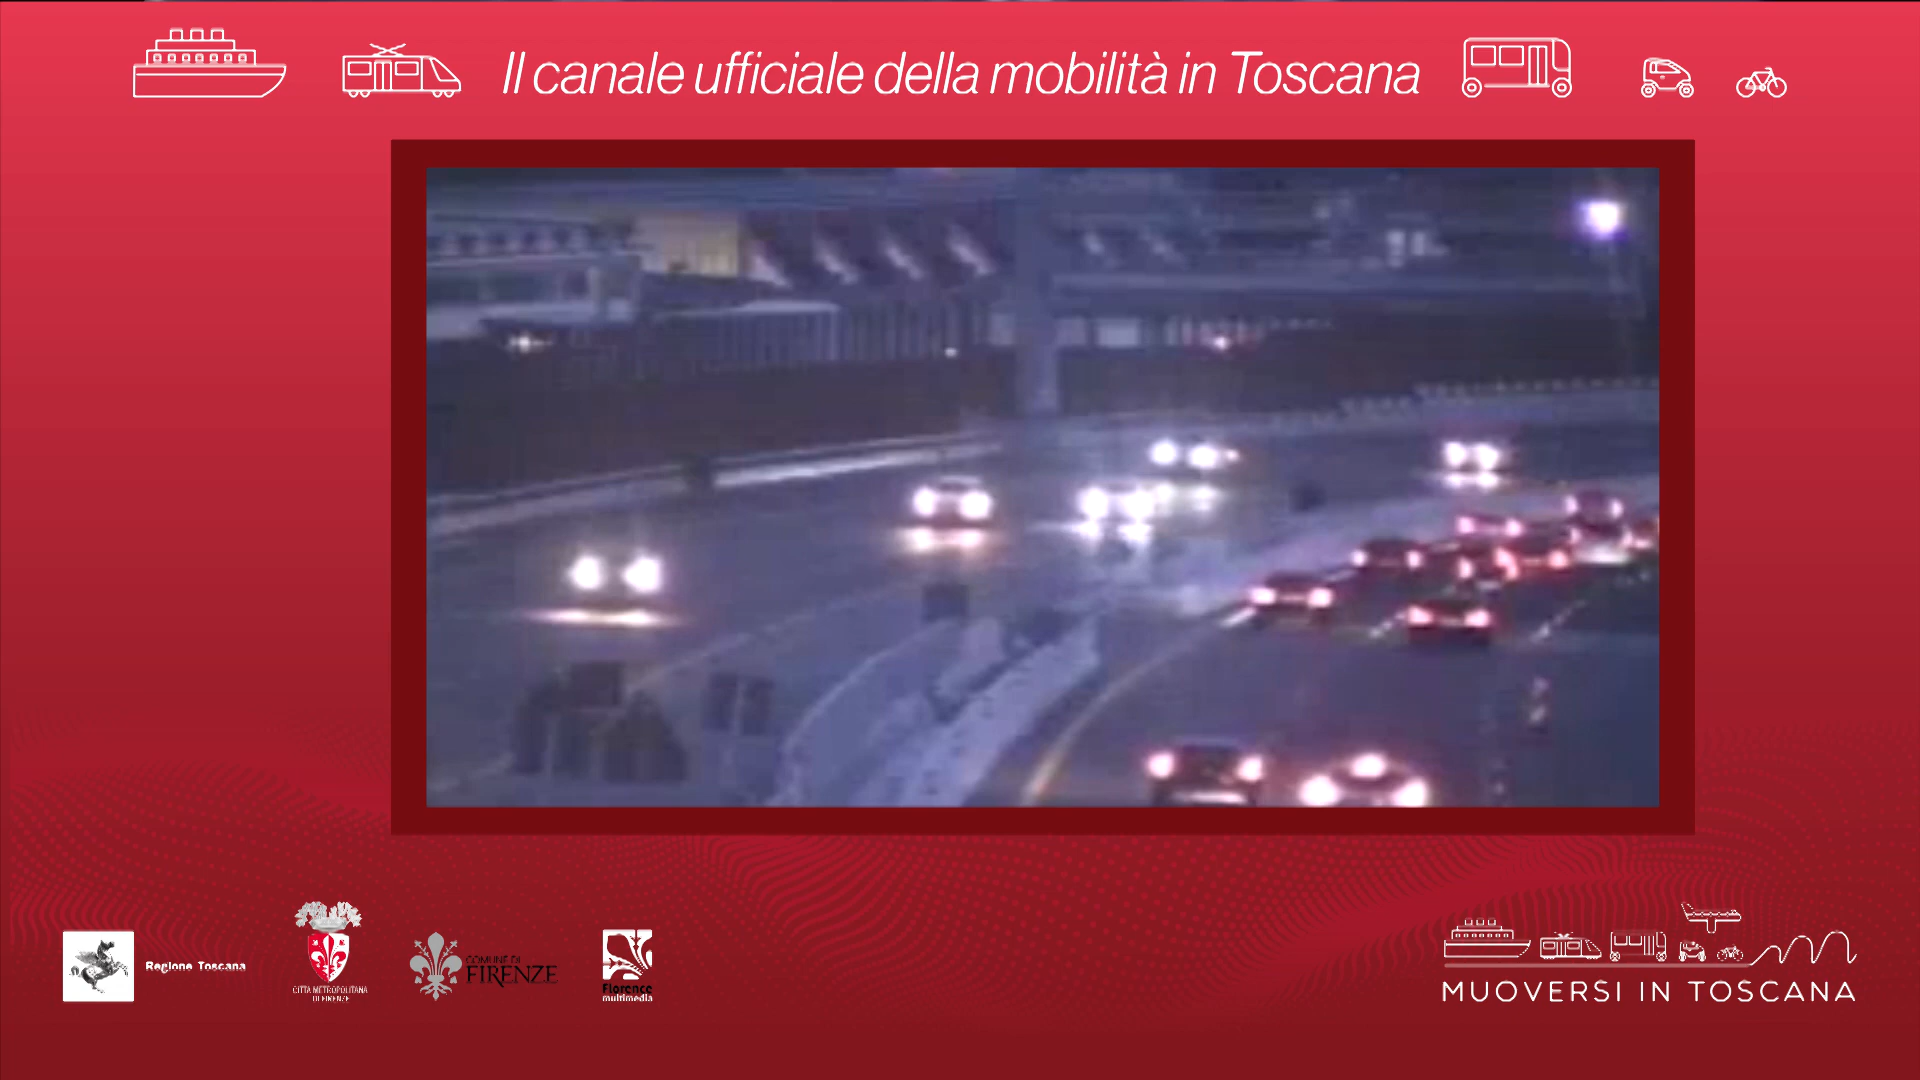 Il canale ufficiale della mobilità in Toscana
Regione Toscana
CITTÀ METROPOLITANA
DI FIRENZE
COMUNE DI
FIRENZE
Florence
multimedia
MUOVERSI IN TOSCANA